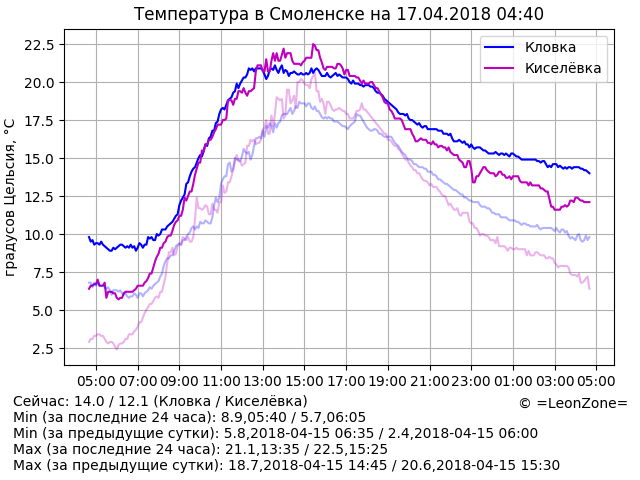 Температура в Смоленске на 17.04.2018 04:40
градусов Цельсия, °C
22.5
20.0
17.5
15.0
12.5
10.0
7.5
5.0
2.5
Кловка
Киселёвка
05:00 07:00 09:00 11:00 13:00 15:00 17:00 19:00 21:00 23:00 01:00 03:00 05:00
Сейчас: 14.0 / 12.1 (Кловка / Киселёвка)
© =LeonZone=
Min (за последние 24 часа): 8.9,05:40 / 5.7,06:05
Min (за предыдущие сутки): 5.8,2018-04-15 06:35 / 2.4,2018-04-15 06:00
Max (за последние 24 часа): 21.1,13:35 / 22.5,15:25
Max (за предыдущие сутки): 18.7,2018-04-15 14:45 / 20.6,2018-04-15 15:30